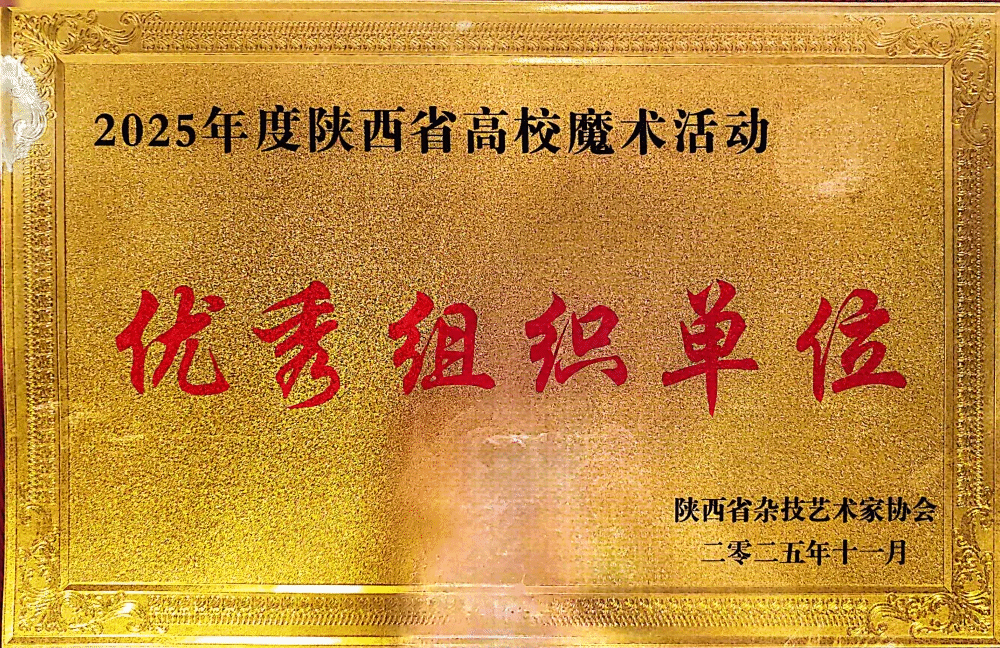 2025年度陕西省高校魔术活动
优秀组织单位
陕西省杂技艺术家协会
二零二五年十一月